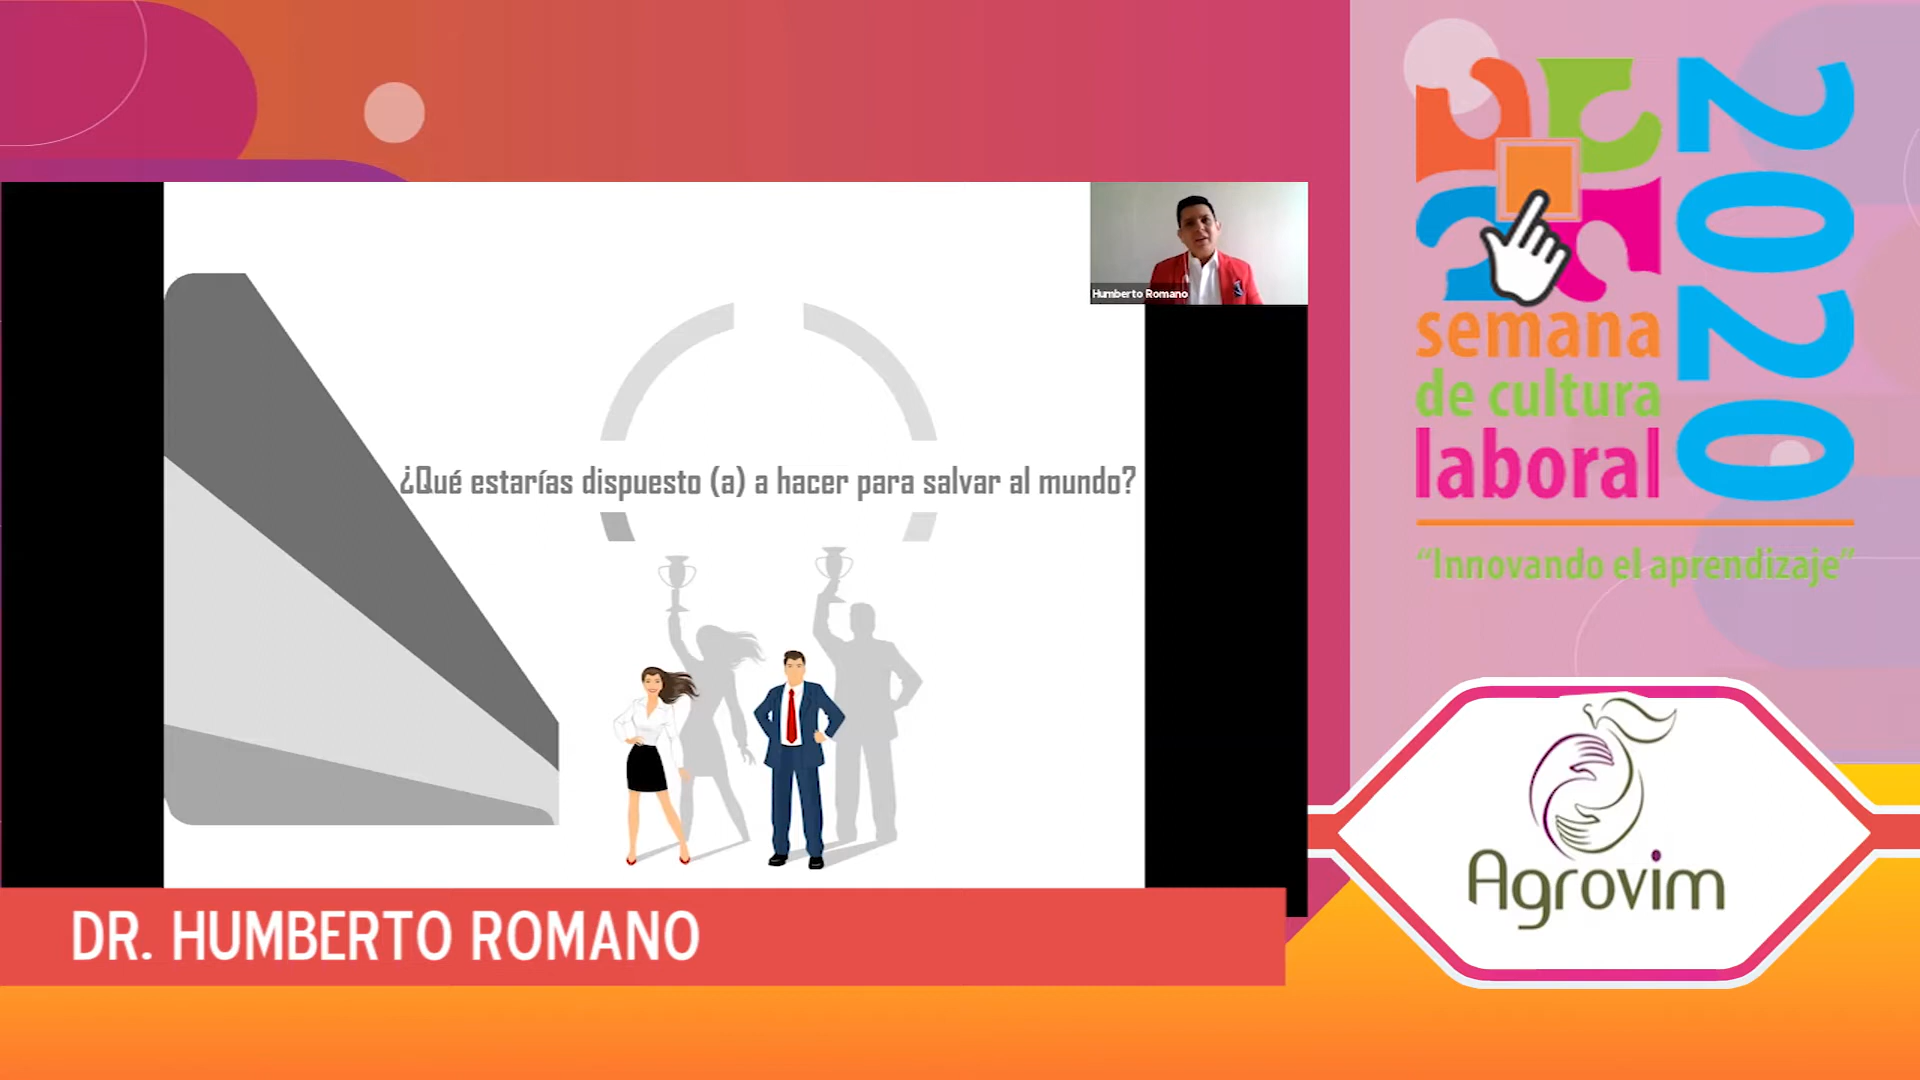 ¿Qué estarías dispuesto (a) a hacer para salvar al mundo?
Humberto Romano
DR. HUMBERTO ROMANO
semana
de cultura
laboral
2020
“Innovando el aprendizaje”
Agrovim